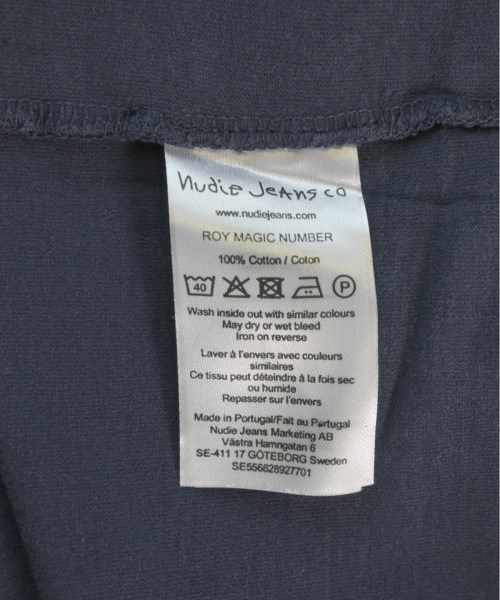 nudie Jeans co
www.nudiejeans.com
ROY MAGIC NUMBER
100% Cotton / Coton
40 P
Wash inside out with similar colours
May dry or wet bleed
Iron on reverse
Laver à l'envers avec couleurs
similaires
Ce tissu peut déteindre à la fois sec
ou humide
Repasser sur l'envers
Made in Portugal/Fait au Portugal
Nudie Jeans Marketing AB
Västra Hamngatan 6
SE-411 17 GÖTEBORG Sweden
SE556628927701